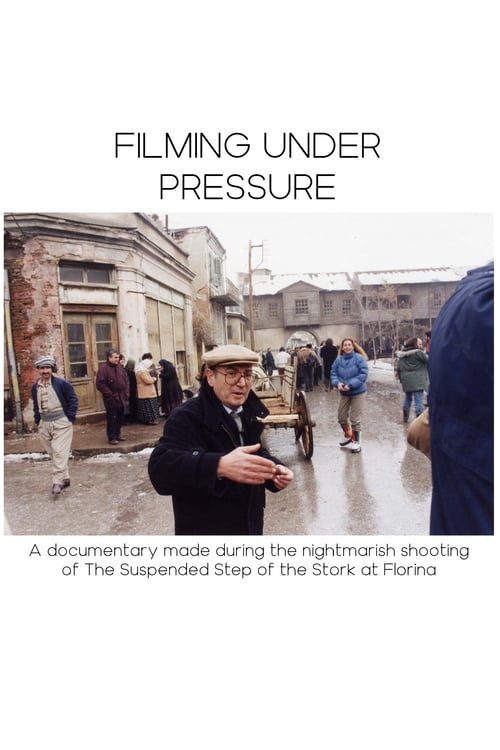 FILMING UNDER
PRESSURE
A documentary made during the nightmarish shooting
of The Suspended Step of the Stork at Florina